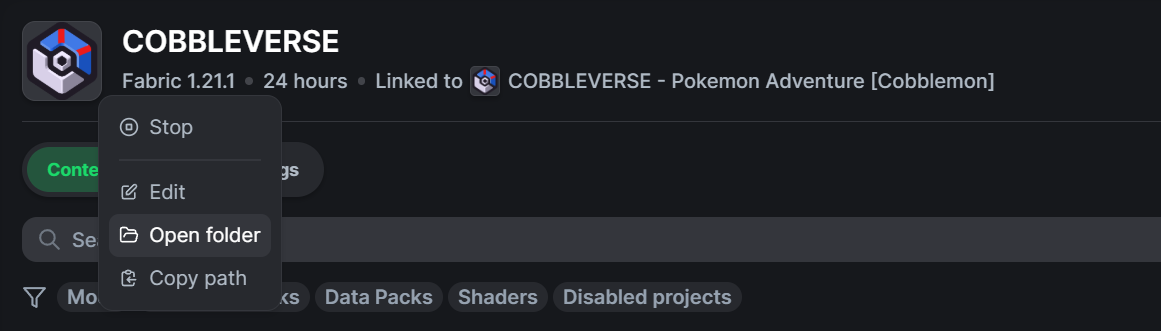 COBBLEVERSE
Fabric 1.21.1 • 24 hours • Linked to COBBLEVERSE - Pokemon Adventure [Cobblemon]
Stop
Edit
Open folder
Copy path
Data Packs Shaders Disabled projects